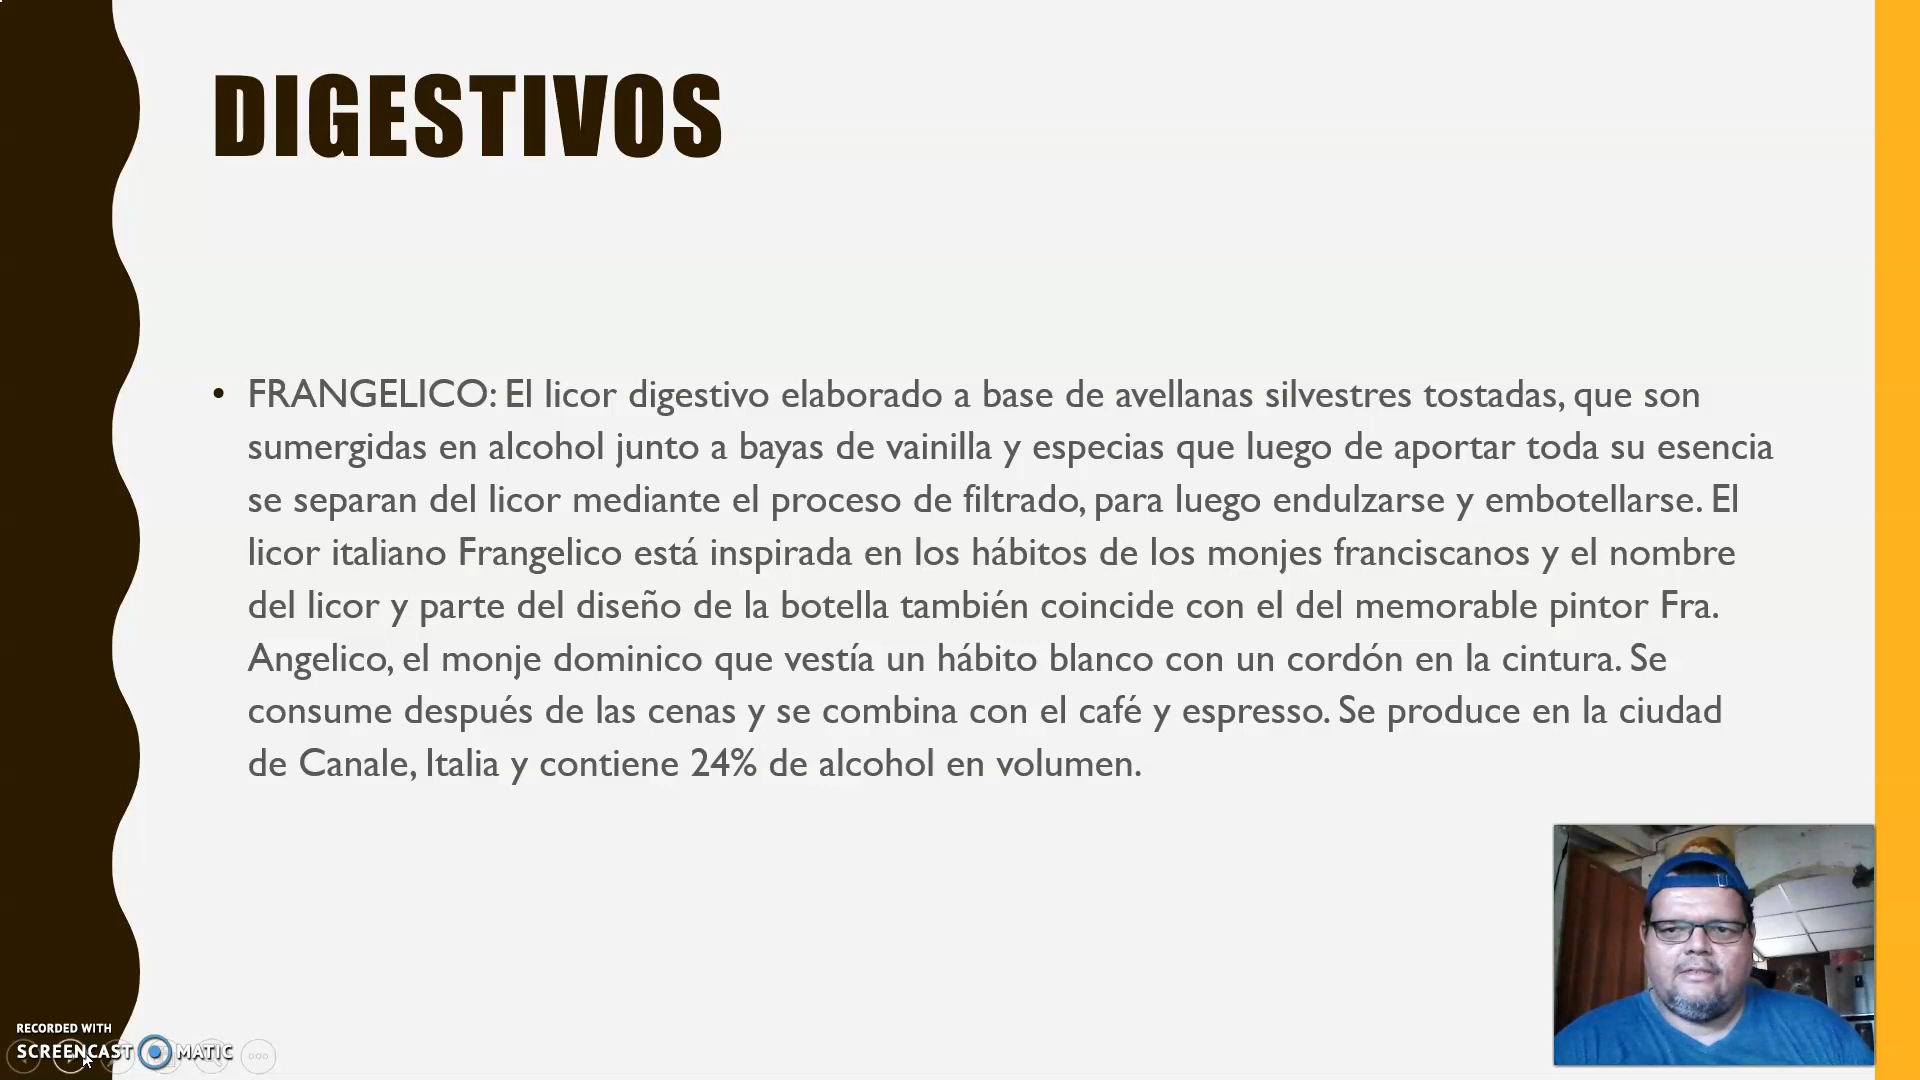 DIGESTIVOS
• FRANGELICO: El licor digestivo elaborado a base de avellanas silvestres tostadas, que son
sumergidas en alcohol junto a bayas de vainilla y especias que luego de aportar toda su esencia
se separan del licor mediante el proceso de filtrado, para luego endulzarse y embotellarse. El
licor italiano Frangelico está inspirada en los hábitos de los monjes franciscanos y el nombre
del licor y parte del diseño de la botella también coincide con el del memorable pintor Fra.
Angelico, el monje dominico que vestía un hábito blanco con un cordón en la cintura. Se
consume después de las cenas y se combina con el café y espresso. Se produce en la ciudad
de Canale, Italia y contiene 24% de alcohol en volumen.
RECORDED WITH
SCREENCAST MATIC